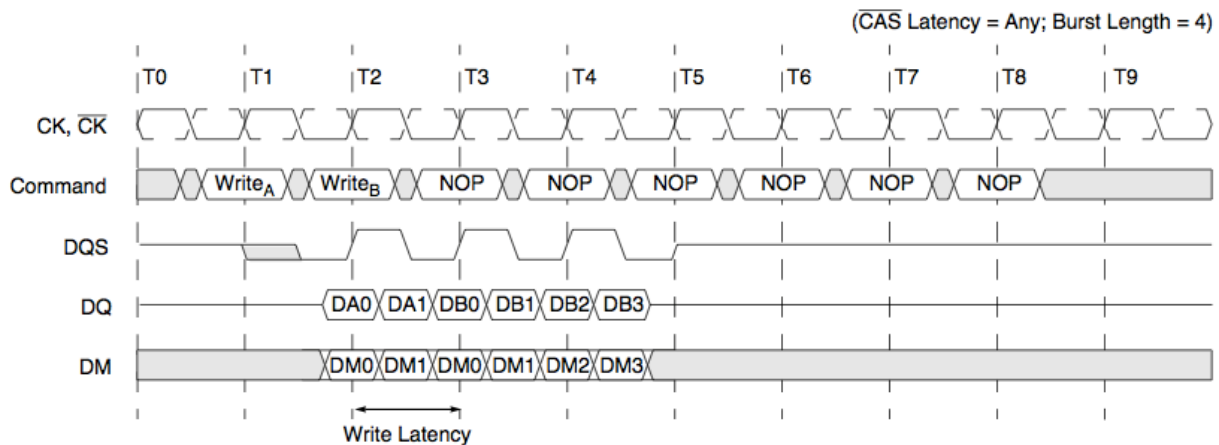 (CAS Latency = Any; Burst Length = 4)
T0 T1 T2 T3 T4 T5 T6 T7 T8 T9
CK, CK
Command WriteA WriteB NOP NOP NOP NOP NOP NOP
DQS
DQ DA0 DA1 DB0 DB1 DB2 DB3
DM DM0 DM1 DM0 DM1 DM2 DM3
Write Latency